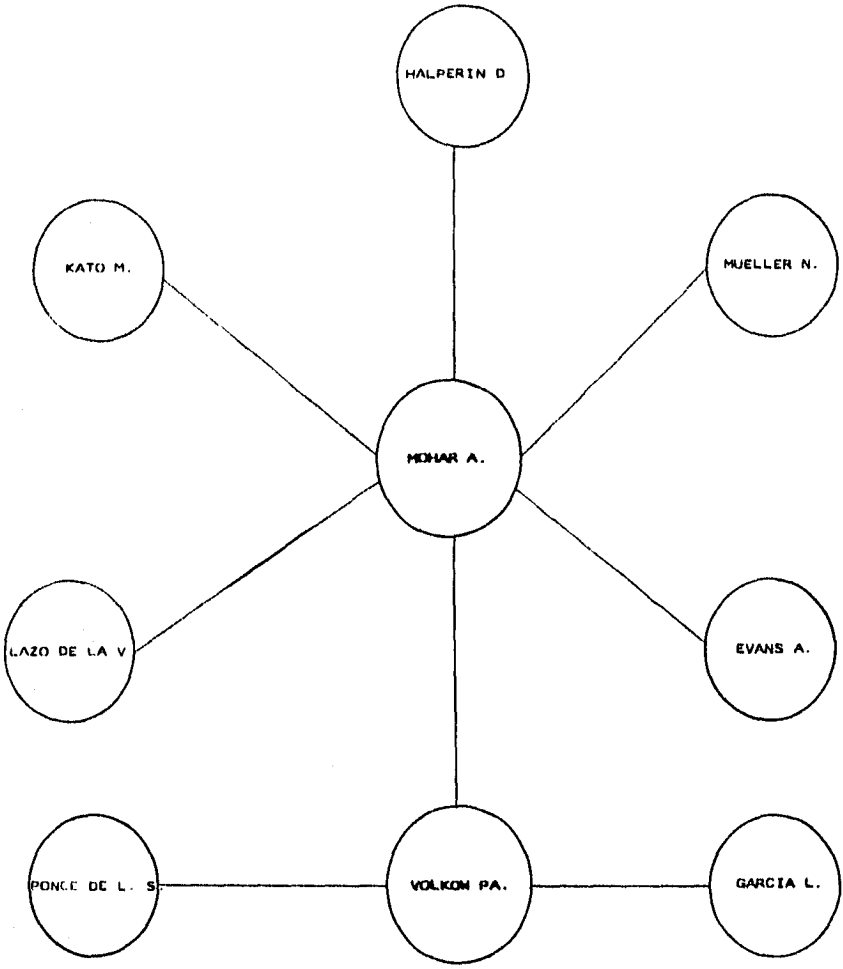 HALPERIN D
KATO M.
MUELLER N.
MOHAR A.
LAZO DE LA V
EVANS A.
PONCE DE L. S
VOLKOW PA.
GARCIA L.